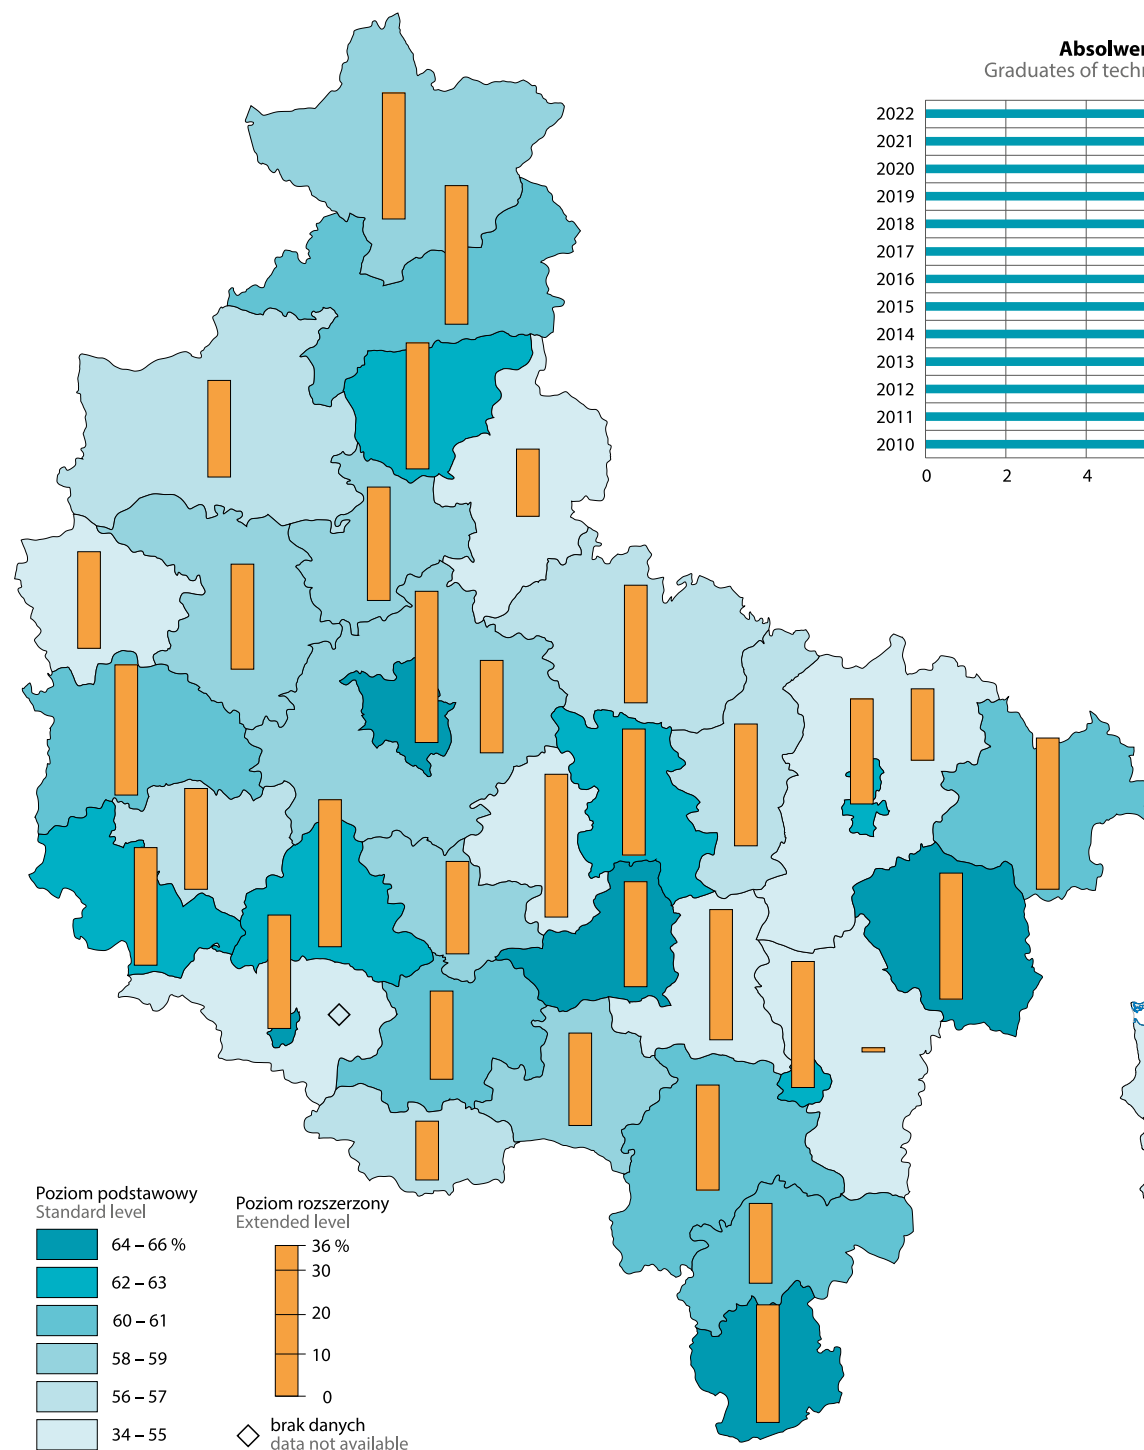 Absolwen
Graduates of techn
2022
2021
2020
2019
2018
2017
2016
2015
2014
2013
2012
2011
2010
0 2 4
Poziom podstawowy
Standard level
64 – 66 %
62 – 63
60 – 61
58 – 59
56 – 57
34 – 55
Poziom rozszerzony
Extended level
36 %
30
20
10
0
brak danych
data not available